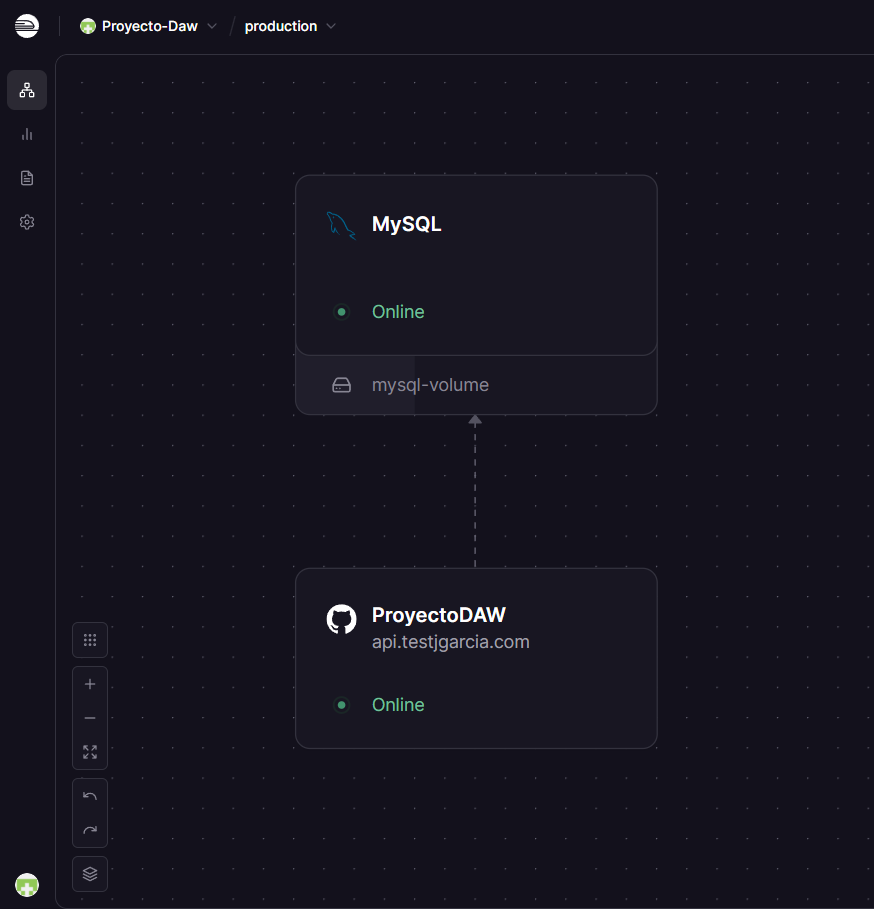 Proyecto-Daw / production
MySQL
Online
mysql-volume
ProyectoDAW
api.testjgarcia.com
Online